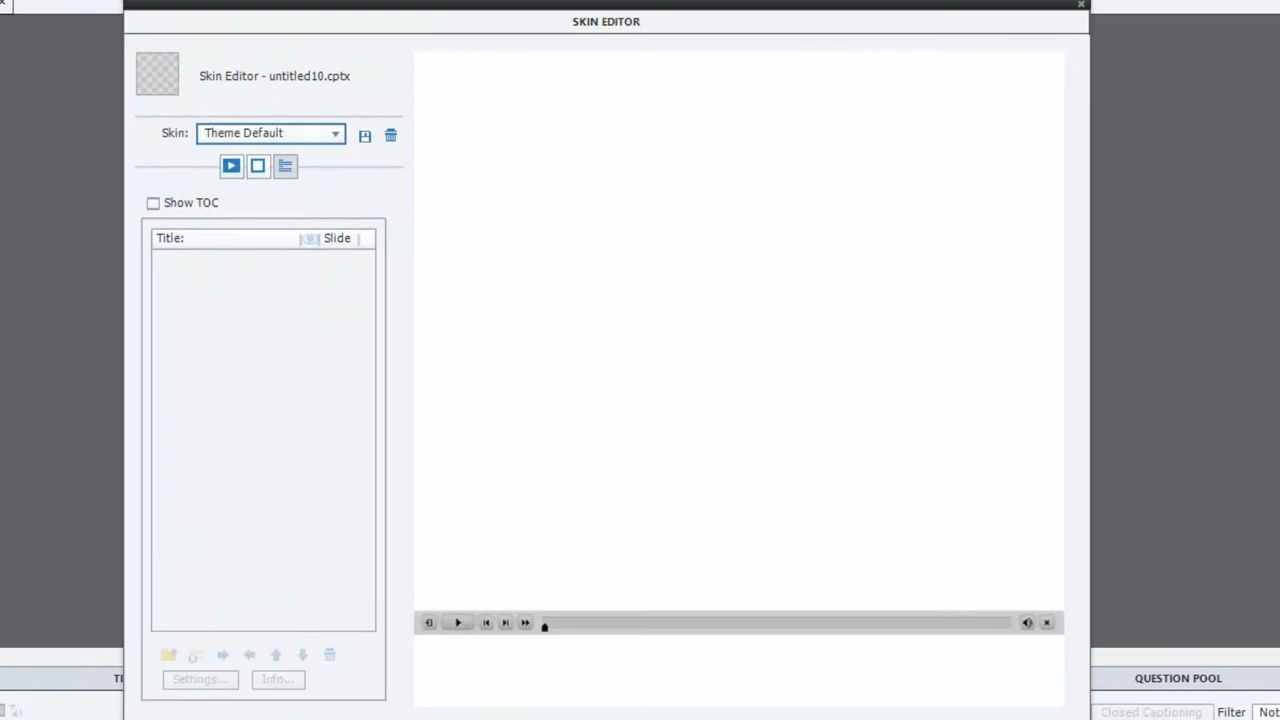 SKIN EDITOR
Skin Editor - untitled10.cptx
Skin:
Theme Default
Show TOC
Title:
Slide
Settings...
Info...
QUESTION POOL
Closed Captioning
Filter